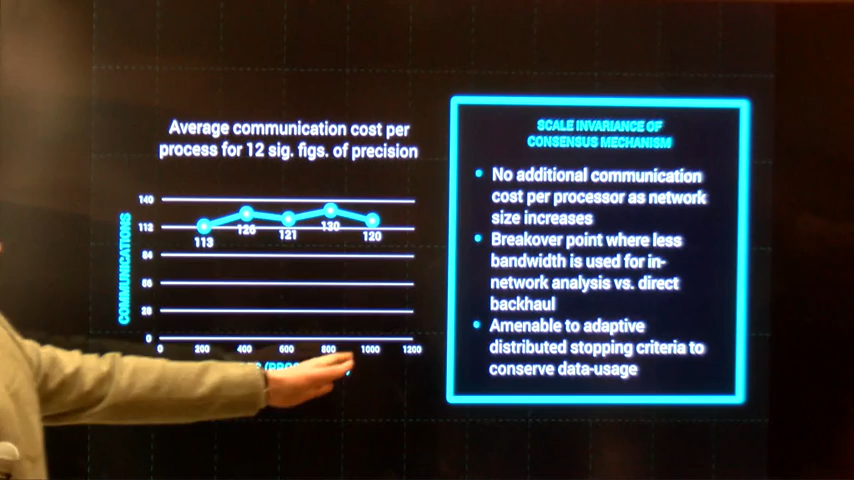 Average communication cost per
process for 12 sig. figs. of precision
COMMUNICATIONS
140
112
84
56
28
0
113
126
121
130
120
0 200 400 600 800 1000 1200
SCALE INVARIANCE OF
CONSENSUS MECHANISM
• No additional communication
cost per processor as network
size increases
• Breakover point where less
bandwidth is used for in-
network analysis vs. direct
backhaul
• Amenable to adaptive
distributed stopping criteria to
conserve data-usage